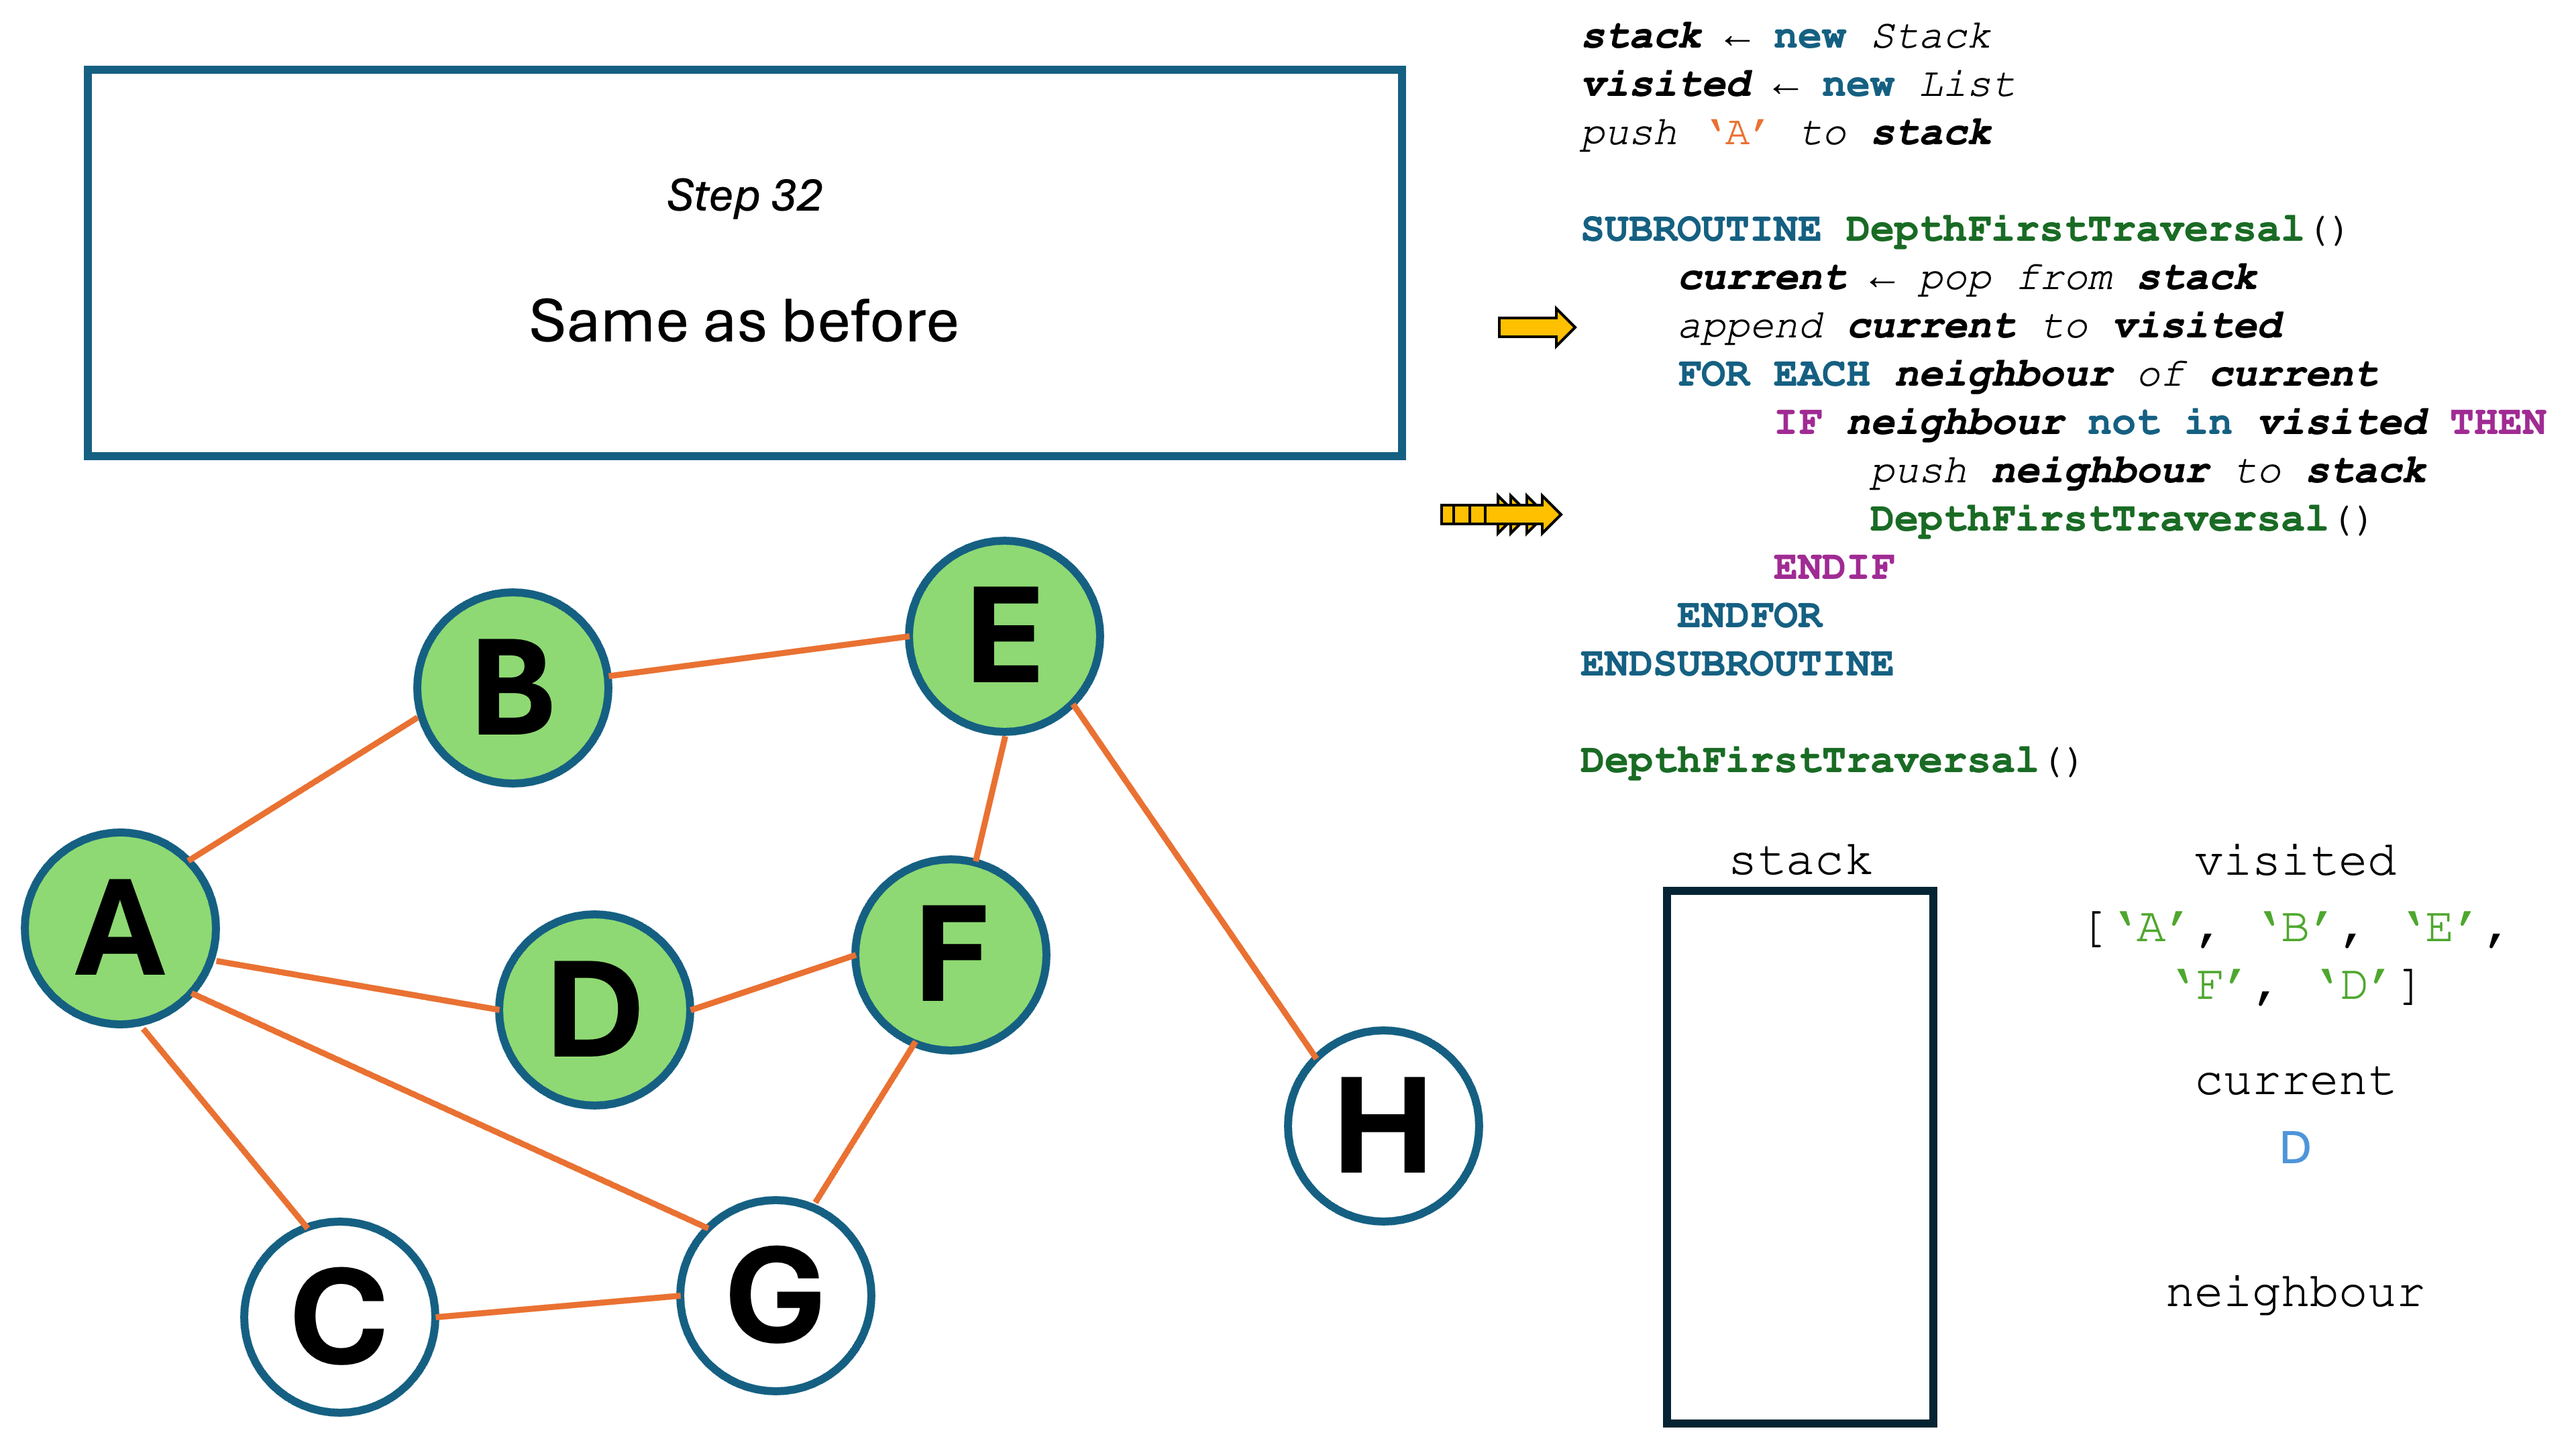 Step 32
Same as before
stack ← new Stack
visited ← new List
push ‘A’ to stack
SUBROUTINE DepthFirstTraversal()
current ← pop from stack
append current to visited
FOR EACH neighbour of current
IF neighbour not in visited THEN
push neighbour to stack
DepthFirstTraversal()
ENDIF
ENDFOR
ENDSUBROUTINE
DepthFirstTraversal()
B
E
A
D
F
H
C
G
stack
visited
[‘A’, ‘B’, ‘E’,
‘F’, ‘D’]
current
D
neighbour